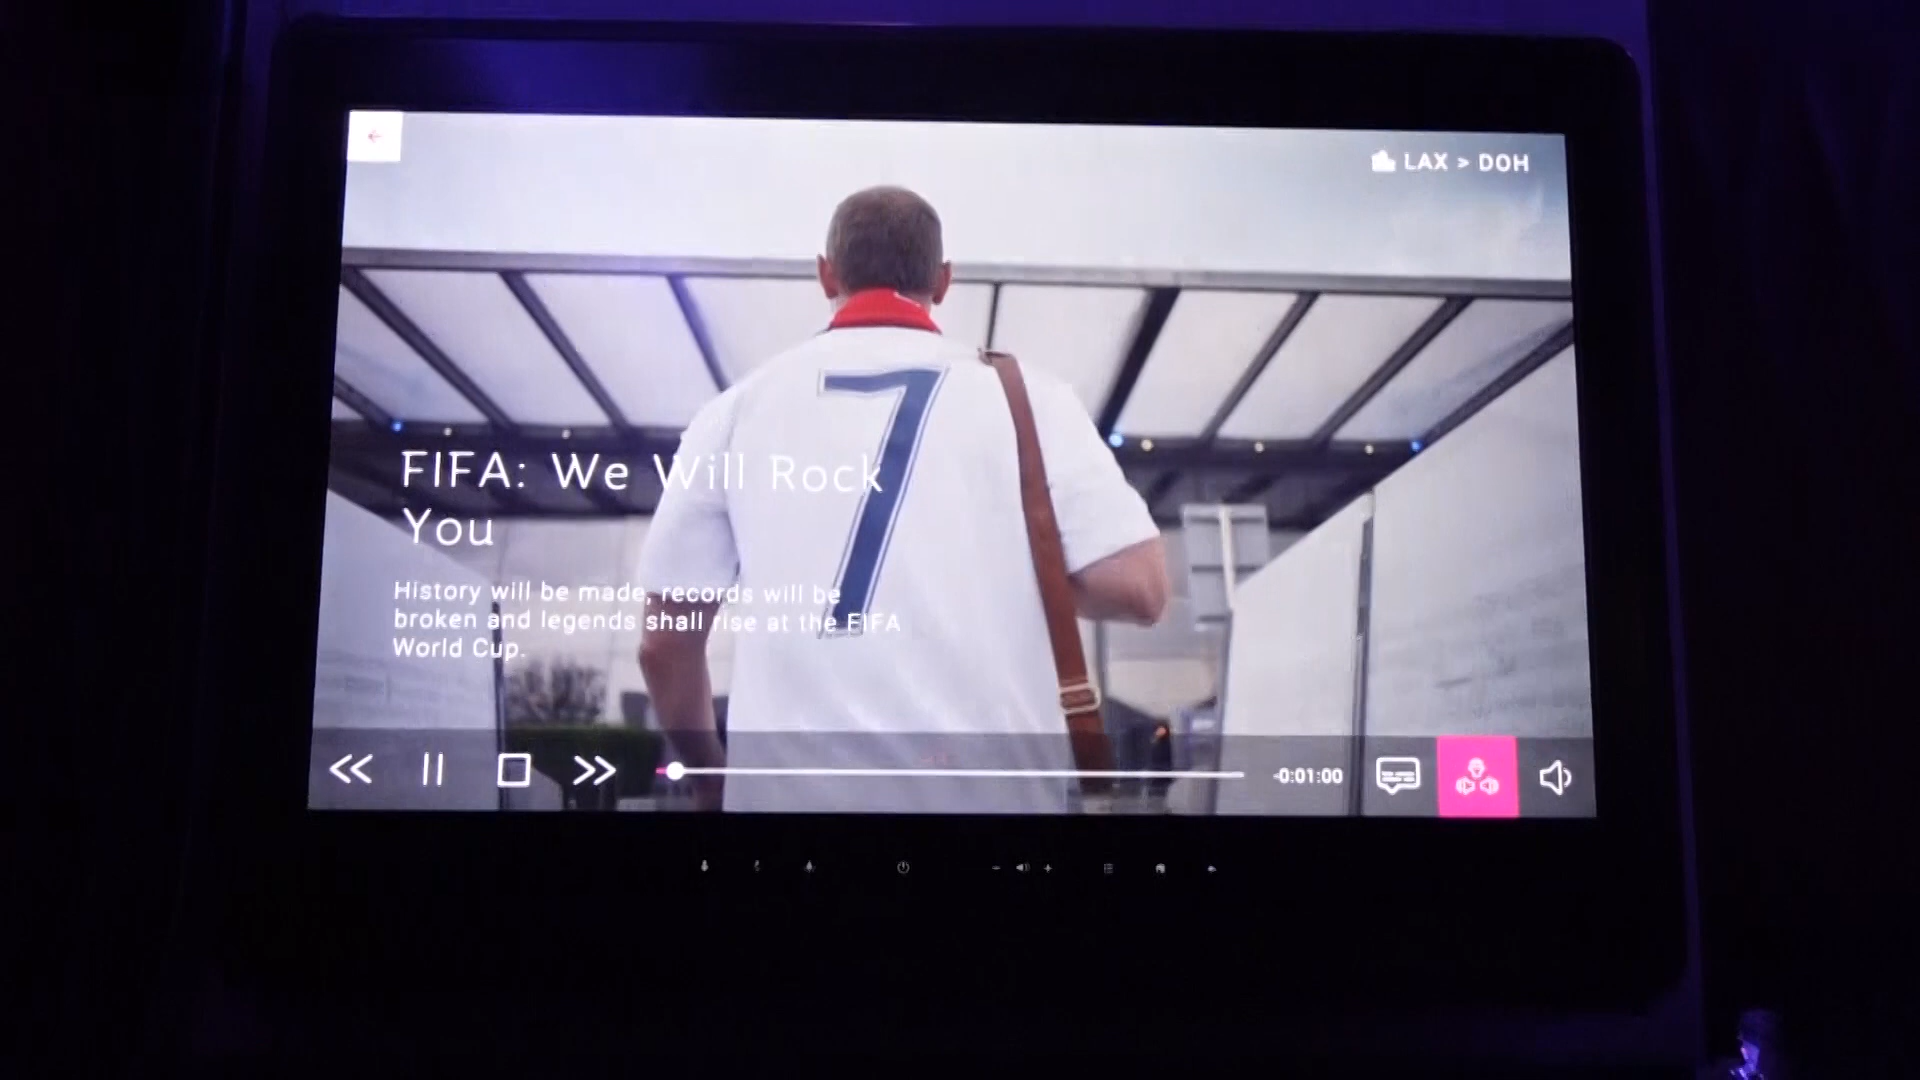 LAX > DOH
7
FIFA: We Will Rock
You
History will be made, records will be
broken and legends shall rise at the FIFA
World Cup.
-0:01:00